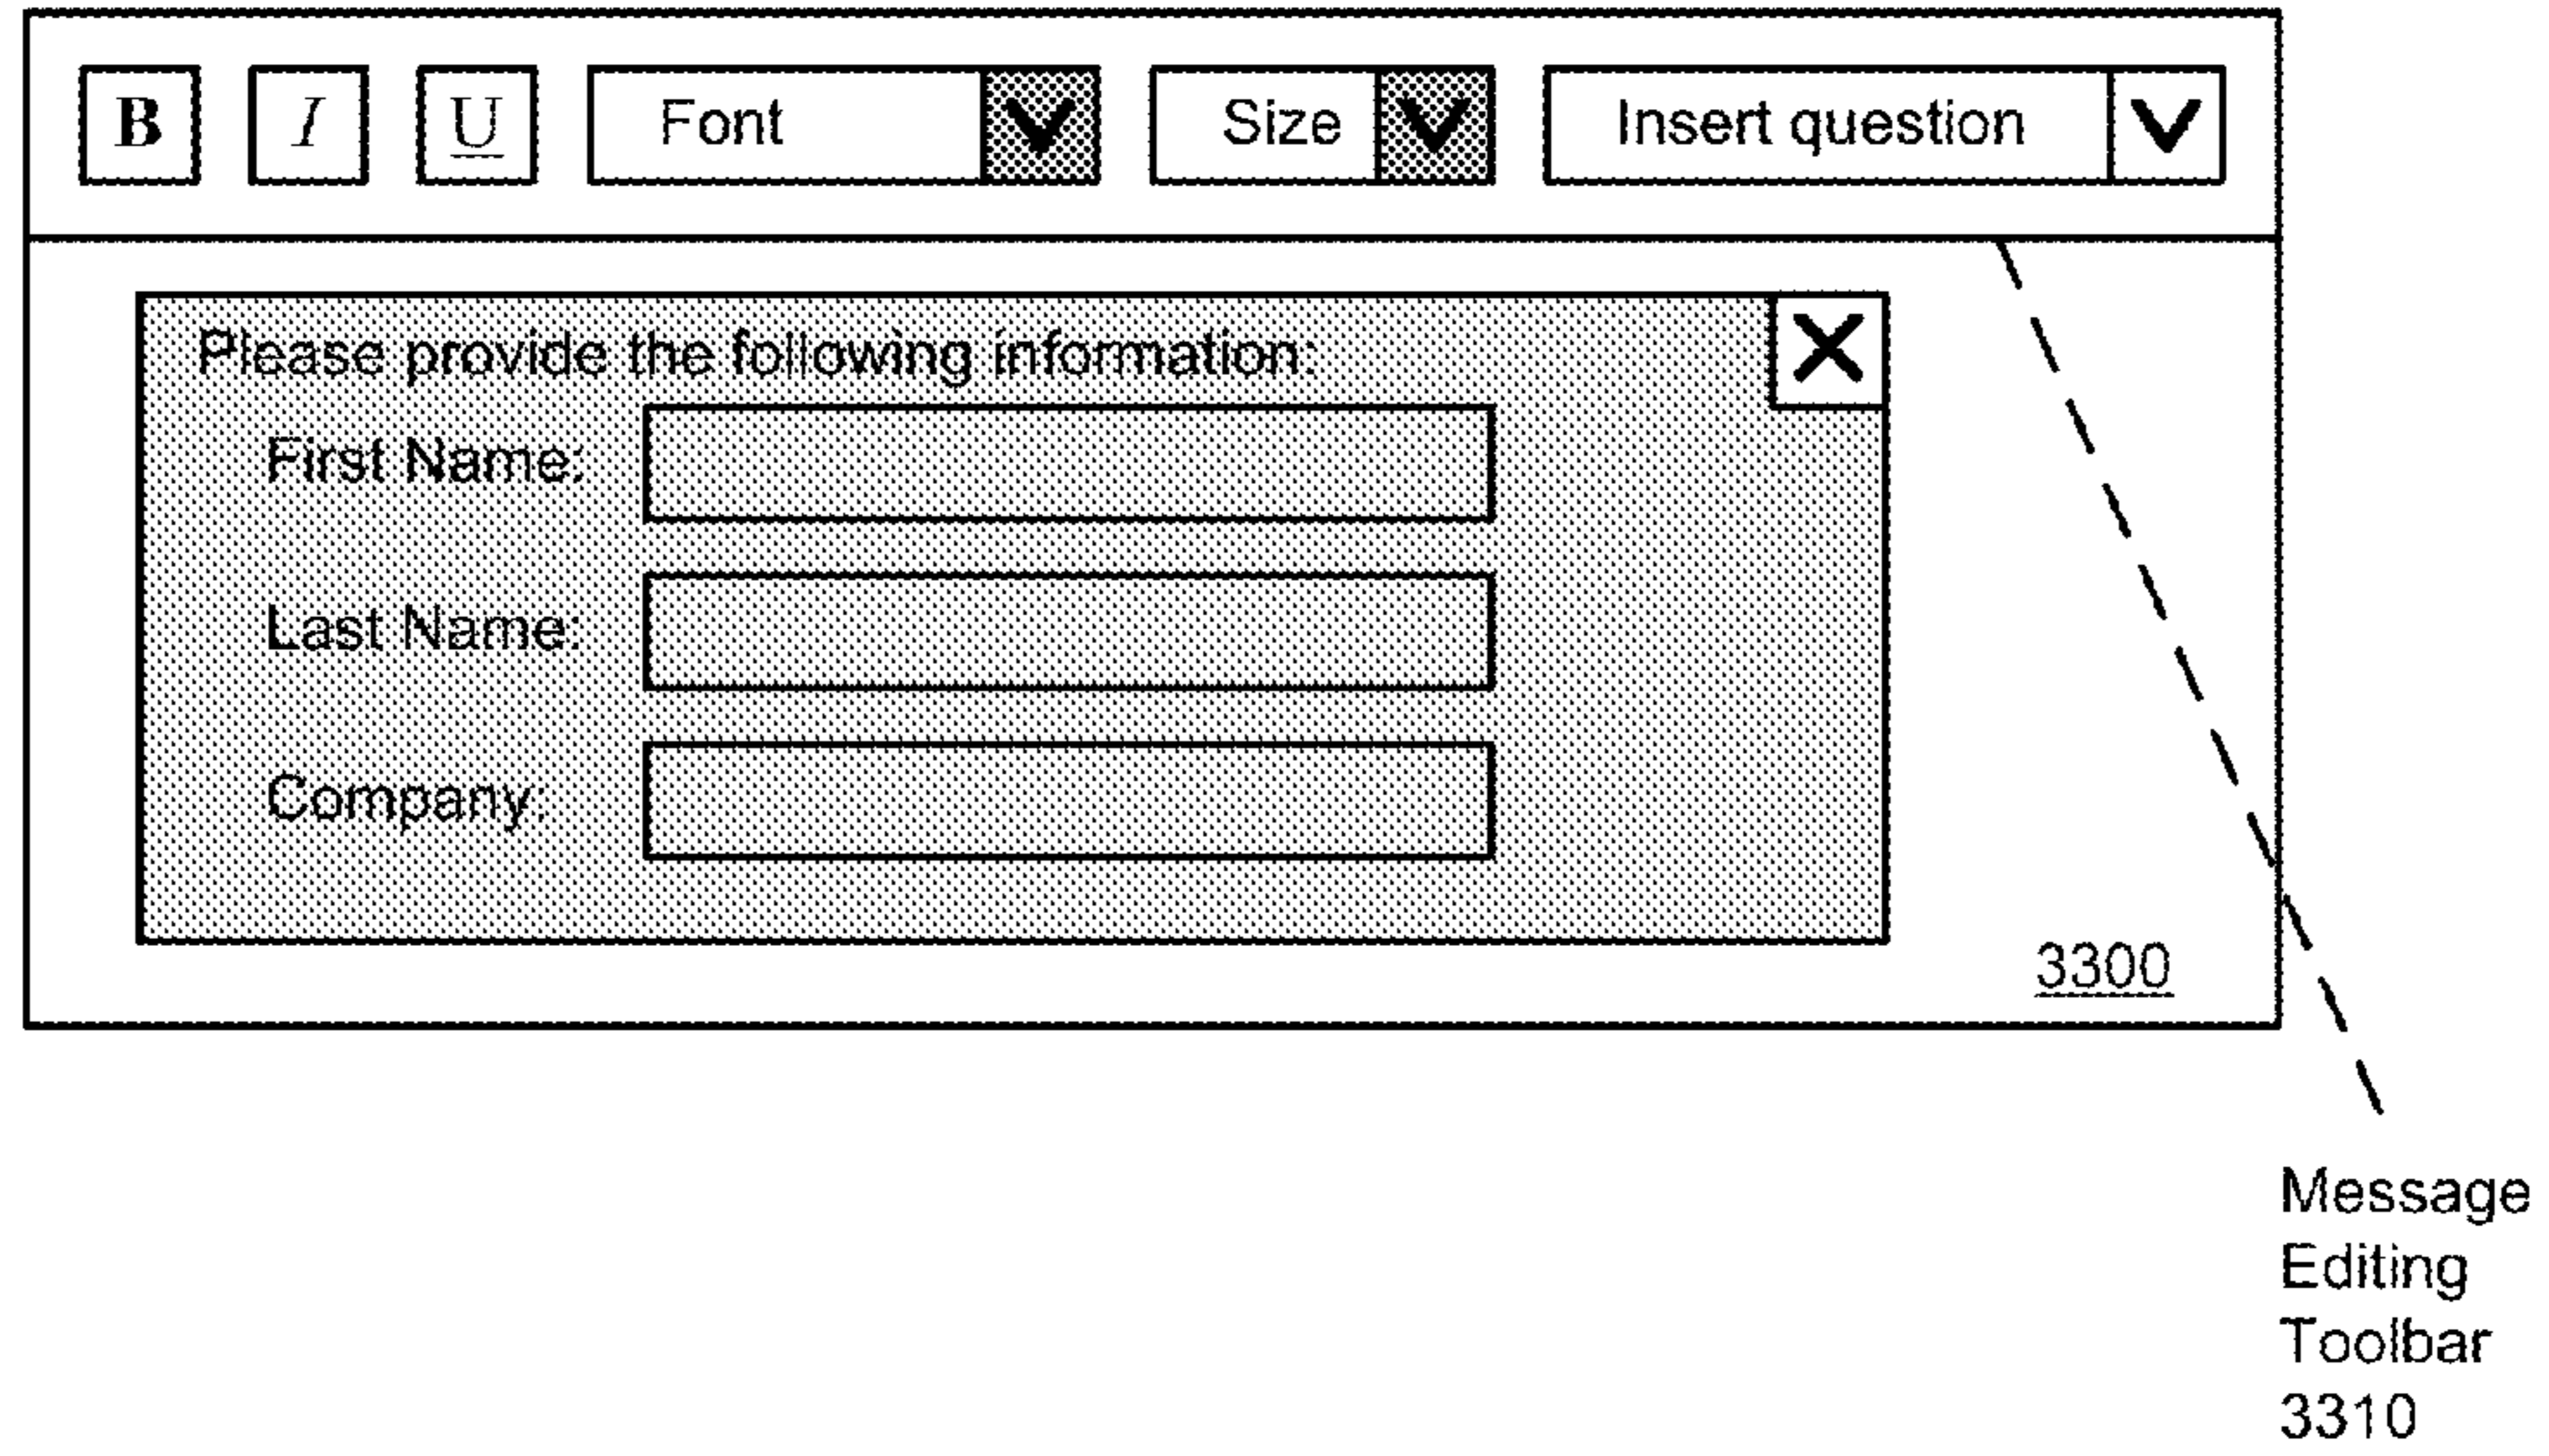 B I U Font Size Insert question
Please provide the following information:
First Name:
Last Name:
Company:
3300
Message
Editing
Toolbar
3310